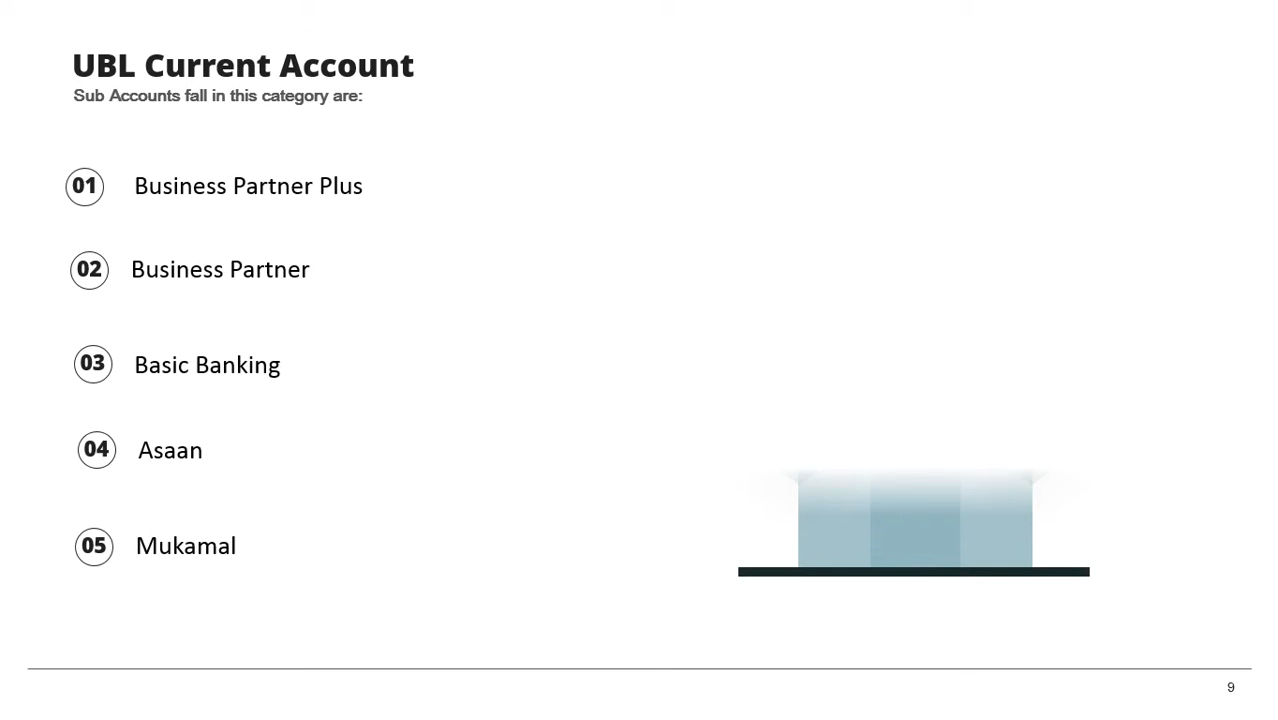 UBL Current Account
Sub Accounts fall in this category are:
01 Business Partner Plus
02 Business Partner
03 Basic Banking
04 Asaan
05 Mukamal
9